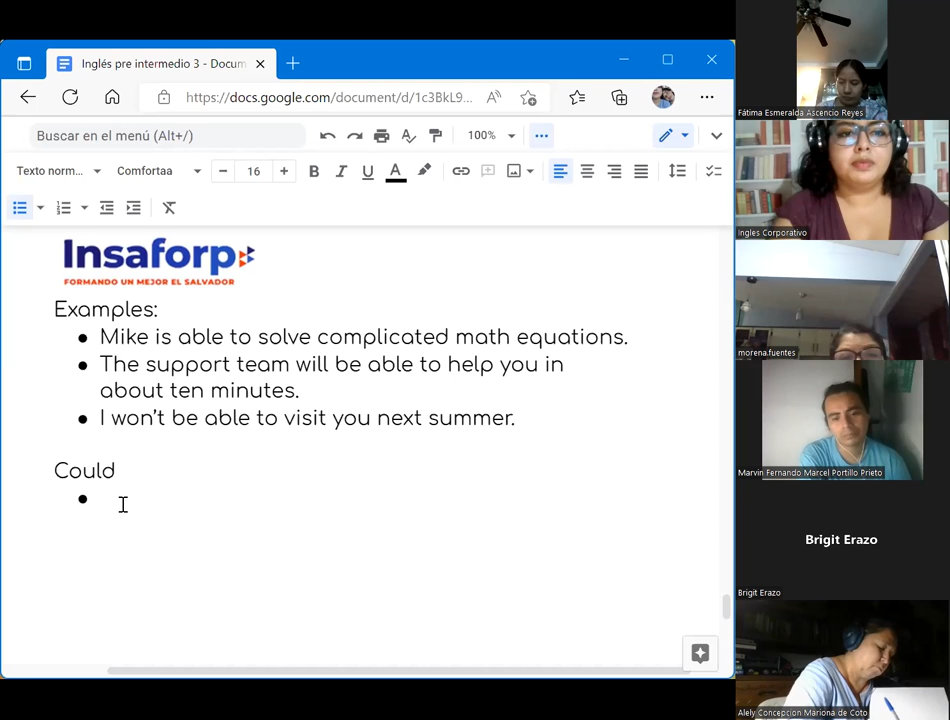 Inglés pre intermedio 3 - Docum
https://docs.google.com/document/d/1c3BkL9...
Buscar en el menú (Alt+/)
100%
Texto norm...
Comfortaa
16
B I U A
Insaforp
FORMANDO UN MEJOR EL SALVADOR
Examples:
● Mike is able to solve complicated math equations.
● The support team will be able to help you in
about ten minutes.
● I won't be able to visit you next summer.
Could
●
Fátima Esmeralda Ascencio Reyes
Ingles Corporativo
morena.fuentes
Marvin Fernando Marcel Portillo Prieto
Brigit Erazo
Brigit Erazo
Alely Concepcion Mariona de Coto